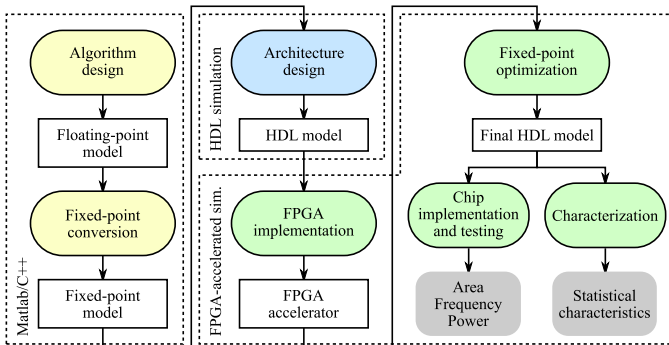 Algorithm
design
Floating-point
model
Fixed-point
conversion
Fixed-point
model
Matlab/C++
Architecture
design
HDL model
HDL simulation
FPGA
implementation
FPGA
accelerator
FPGA-accelerated sim.
Fixed-point
optimization
Final HDL model
Chip
implementation
and testing
Characterization
Area
Frequency
Power
Statistical
characteristics